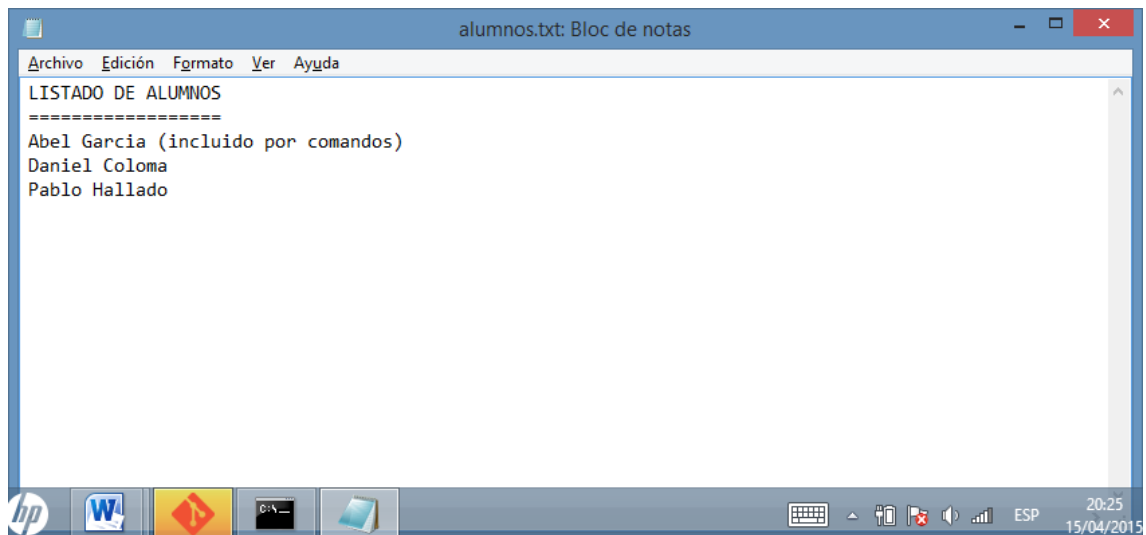 alumnos.txt: Bloc de notas
Archivo Edición Formato Ver Ayuda
LISTADO DE ALUMNOS
==================
Abel Garcia (incluido por comandos)
Daniel Coloma
Pablo Hallado
hp
W
C:\_
ESP
20:25
15/04/2015